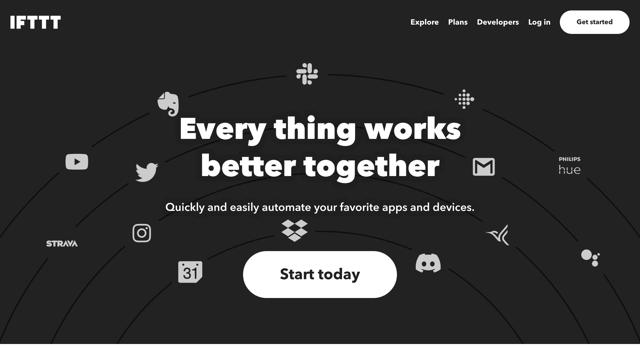 IFTTT
Explore Plans Developers Log in Get started
Every thing works
better together
PHILIPS
hue
Quickly and easily automate your favorite apps and devices.
STRAVA
31
Start today